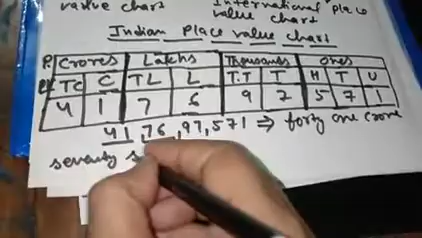 value chart International place
value chart
Indian Place value chart
P. Crores Lakhs Thousands Ones
TC C TL L T.T T H T U
4 1 7 6 9 7 5 7 1
41,76,97,571 ⇒ forty one crore
seventy s